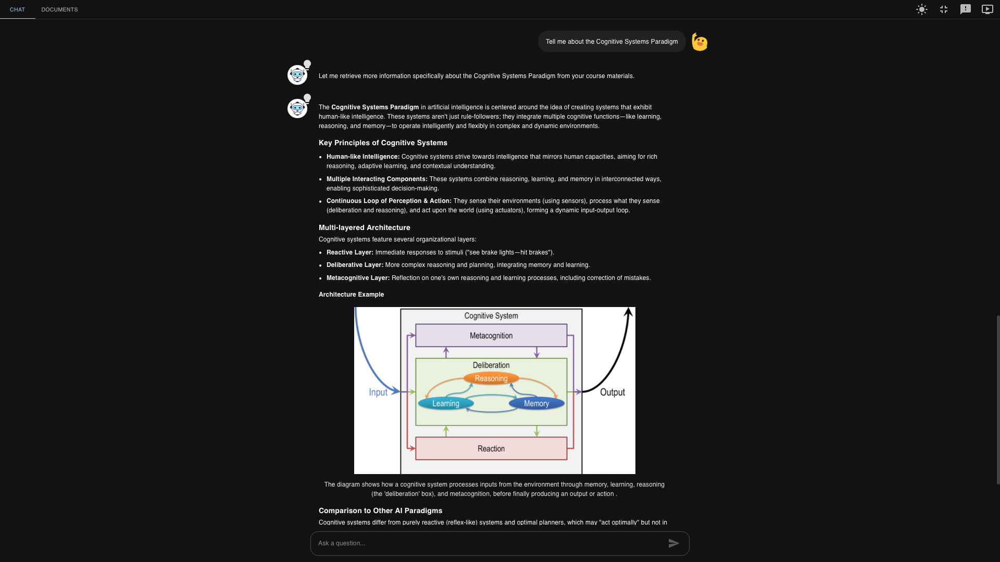 CHAT
DOCUMENTS
Tell me about the Cognitive Systems Paradigm
Let me retrieve more information specifically about the Cognitive Systems Paradigm from your course materials.
The Cognitive Systems Paradigm in artificial intelligence is centered around the idea of creating systems that exhibit
human-like intelligence. These systems aren't just rule-followers; they integrate multiple cognitive functions—like learning,
reasoning, and memory—to operate intelligently and flexibly in complex and dynamic environments.
Key Principles of Cognitive Systems
• Human-like Intelligence: Cognitive systems strive towards intelligence that mirrors human capacities, aiming for rich
reasoning, adaptive learning, and contextual understanding.
• Multiple Interacting Components: These systems combine reasoning, learning, and memory in interconnected ways,
enabling sophisticated decision-making.
• Continuous Loop of Perception & Action: They sense their environments (using sensors), process what they sense
(deliberation and reasoning), and act upon the world (using actuators), forming a dynamic input-output loop.
Multi-layered Architecture
Cognitive systems feature several organizational layers:
• Reactive Layer: Immediate responses to stimuli ("see brake lights—hit brakes").
• Deliberative Layer: More complex reasoning and planning, integrating memory and learning.
• Metacognitive Layer: Reflection on one's own reasoning and learning processes, including correction of mistakes.
Architecture Example
Cognitive System
Metacognition
Deliberation
Reasoning
Input
Output
Learning
Memory
Reaction
The diagram shows how a cognitive system processes inputs from the environment through memory, learning, reasoning
(the 'deliberation' box), and metacognition, before finally producing an output or action .
Comparison to Other AI Paradigms
Cognitive systems differ from purely reactive (reflex-like) systems and optimal planners, which may "act optimally" but not in
Ask a question...